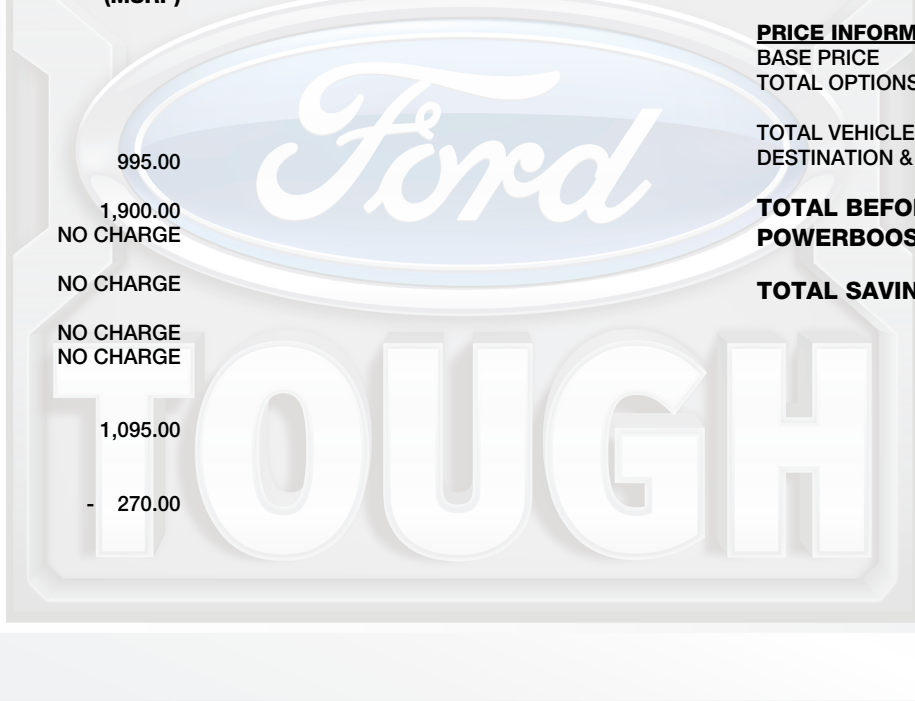 (MSRP)
995.00
1,900.00
NO CHARGE
NO CHARGE
NO CHARGE
NO CHARGE
1,095.00
- 270.00
PRICE INFORM
BASE PRICE
TOTAL OPTIONS
TOTAL VEHICLE
DESTINATION &
TOTAL BEFO
POWERBOOS
TOTAL SAVIN
Ford
TOUGH